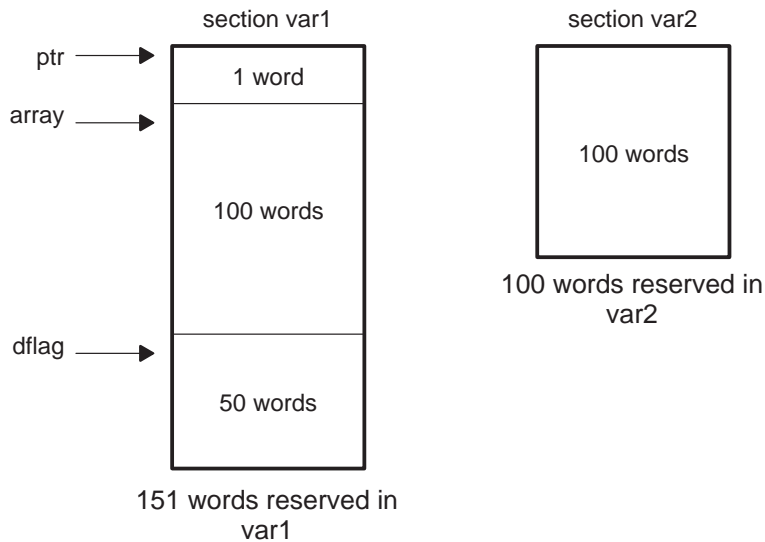 section var1
ptr
1 word
array
100 words
dflag
50 words
151 words reserved in
var1
section var2
100 words
100 words reserved in
var2